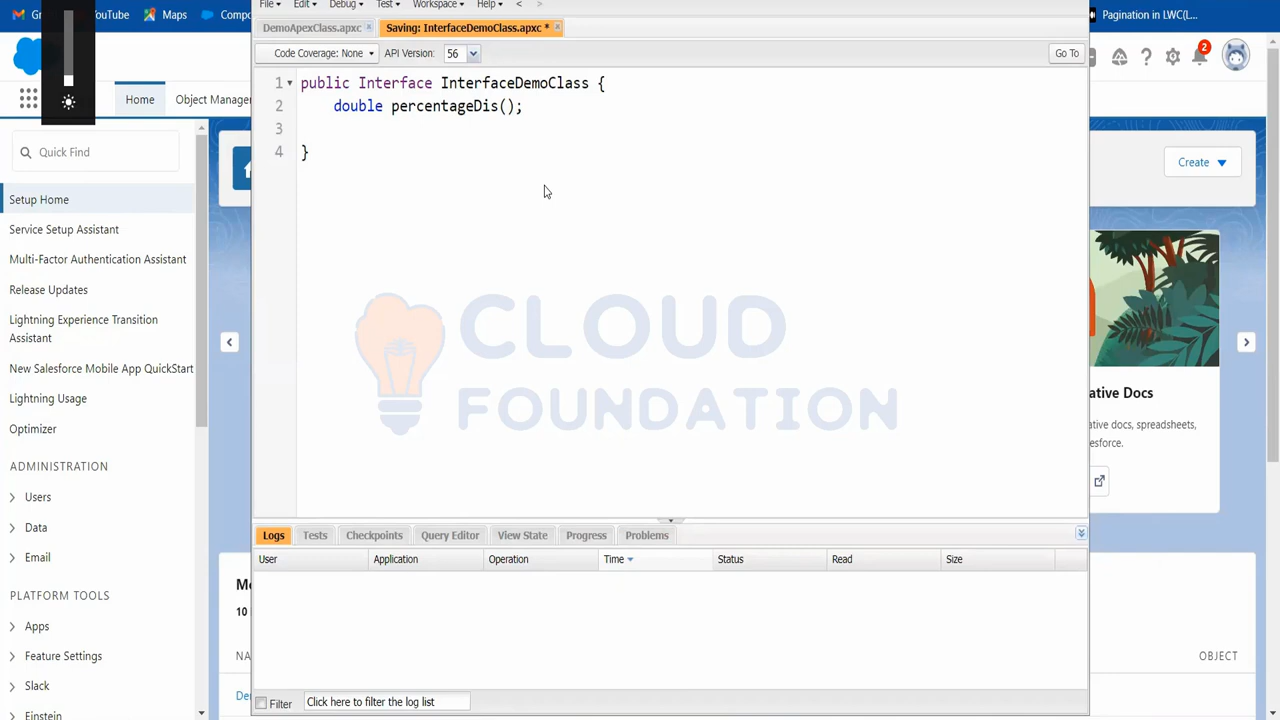 Gm
YouTube
Maps
Compo
Pagination in LWC(L...
File
Edit
Debug
Test
Workspace
Help
<
>
DemoApexClass.apxc
Saving: InterfaceDemoClass.apxc *
Code Coverage: None
API Version:
56
Go To
2
Home
Object Manager
1
public Interface InterfaceDemoClass {
2
double percentageDis();
3
4
}
Quick Find
Create
Setup Home
Service Setup Assistant
Multi-Factor Authentication Assistant
Release Updates
Lightning Experience Transition
Assistant
New Salesforce Mobile App QuickStart
Lightning Usage
Optimizer
ADMINISTRATION
Users
Data
Email
PLATFORM TOOLS
Apps
Feature Settings
Slack
Einstein
CLOUD
FOUNDATION
ative Docs
ative docs, spreadsheets,
esforce.
Logs
Tests
Checkpoints
Query Editor
View State
Progress
Problems
User
Application
Operation
Time
Status
Read
Size
10
NA
OBJECT
Filter
Click here to filter the log list